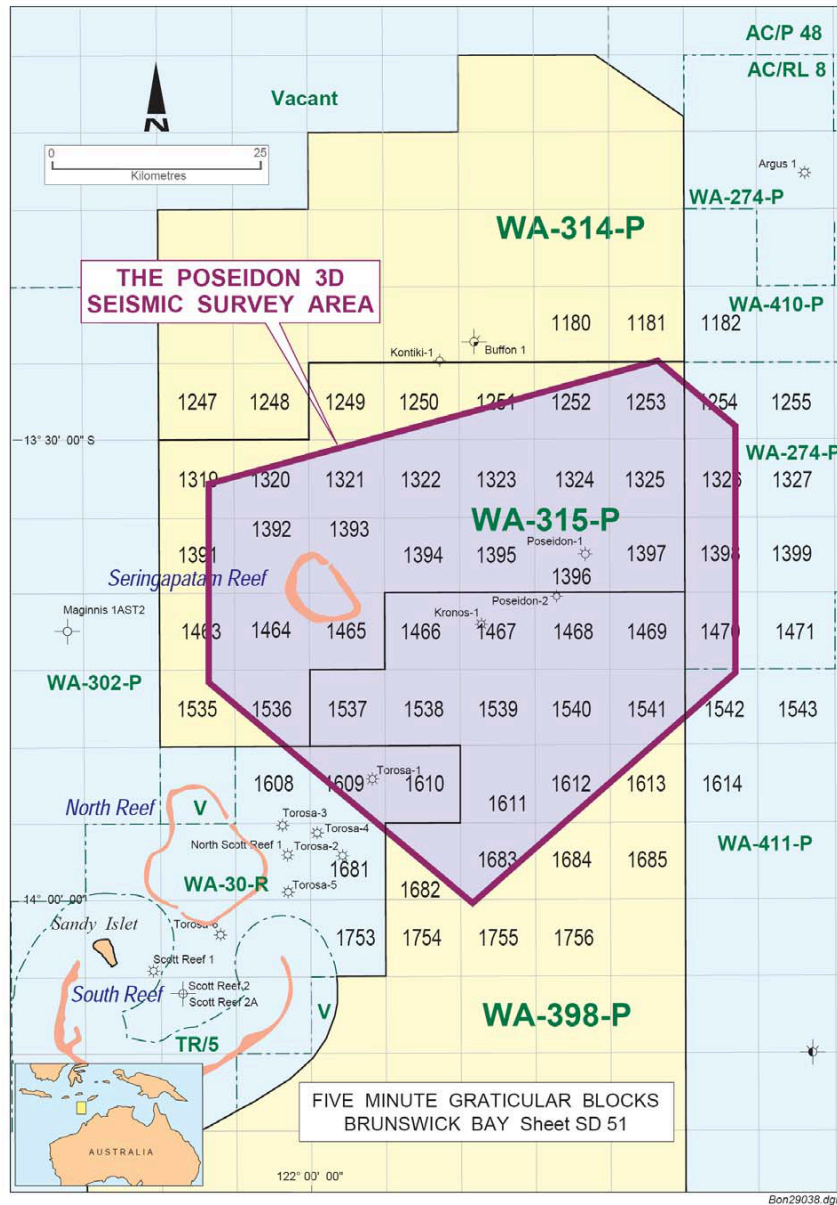 AC/P 48
AC/RL 8
Vacant
N
0 25
Kilometres
Argus 1
WA-274-P
WA-314-P
THE POSEIDON 3D
SEISMIC SURVEY AREA
WA-410-P
1180 1181 1182
Kontiki-1 Buffon 1
1247 1248 1249 1250 1251 1252 1253 1254 1255
13° 30' 00" S
WA-274-P
1319 1320 1321 1322 1323 1324 1325 1326 1327
WA-315-P
1392 1393
Poseidon-1
1391 1394 1395 1397 1398 1399
Seringapatam Reef 1396
Poseidon-2
Kronos-1
Maginnis 1AST2
1463 1464 1465 1466 1467 1468 1469 1470 1471
WA-302-P
1535 1536 1537 1538 1539 1540 1541 1542 1543
Torosa-1
1608 1609 1610 1612 1613 1614
North Reef V 1611
Torosa-3
Torosa-4
North Scott Reef 1 Torosa-2
WA-411-P
1681 1683 1684 1685
WA-30-R Torosa-5 1682
14° 00' 00"
Sandy Islet Torosa-6
1753 1754 1755 1756
Scott Reef 1
South Reef Scott Reef 2
Scott Reef 2A
V WA-398-P
TR/5
FIVE MINUTE GRATICULAR BLOCKS
BRUNSWICK BAY Sheet SD 51
AUSTRALIA
122° 00' 00"
Bon29038.dgn